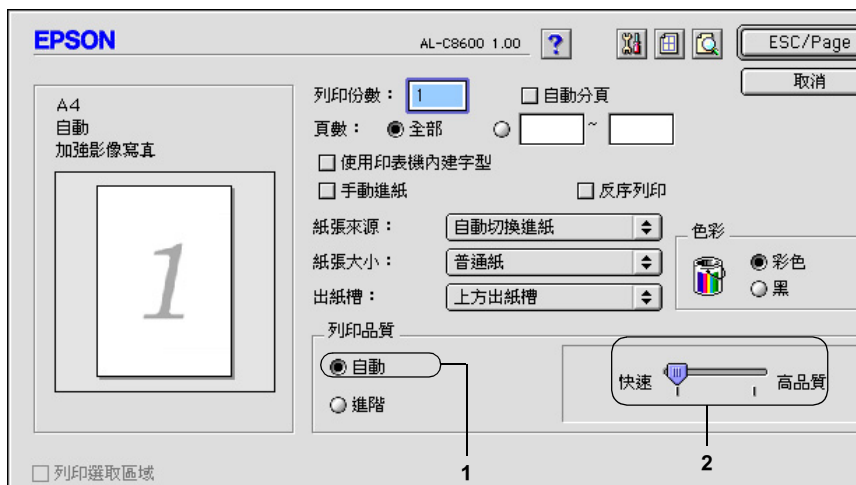 EPSON
AL-C8600 1.00
?
ESC/Page
取消
A4
自動
加強影像寫真
1
列印份數： 1 自動分頁
頁數： 全部 ~
使用印表機內建字型
手動進紙 反序列印
紙張來源： 自動切換進紙
紙張大小： 普通紙
出紙槽： 上方出紙槽
色彩
彩色
黑
列印品質
自動
進階
快速 高品質
1
2
列印選取區域